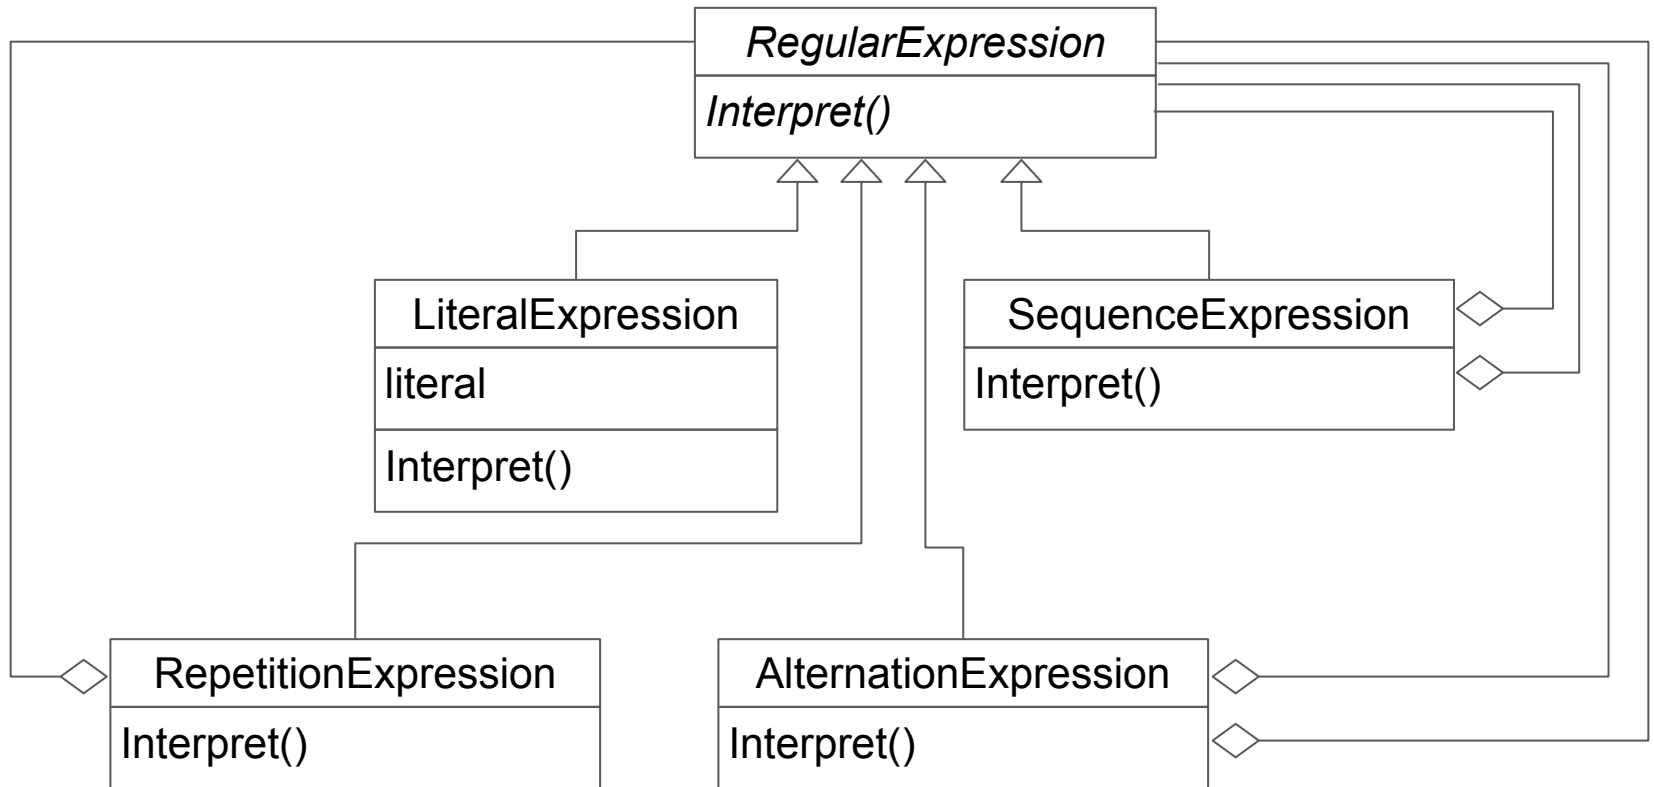 RegularExpression
Interpret()
LiteralExpression
literal
Interpret()
SequenceExpression
Interpret()
RepetitionExpression
Interpret()
AlternationExpression
Interpret()